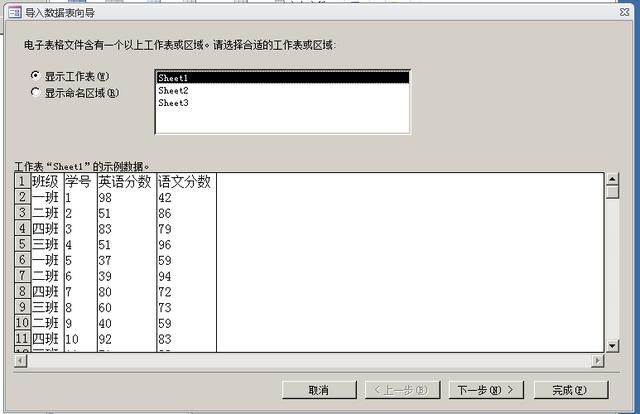 导入数据表向导
电子表格文件含有一个以上工作表或区域。请选择合适的工作表或区域:
显示工作表(W)
显示命名区域(R)
Sheet1
Sheet2
Sheet3
工作表“Sheet1”的示例数据。
1 班级 学号 英语分数 语文分数
2 一班 1 98 42
3 二班 2 51 86
4 四班 3 83 79
5 三班 4 51 96
6 一班 5 37 59
7 二班 6 39 94
8 四班 7 80 72
9 三班 8 60 73
10 二班 9 40 59
11 四班 10 92 83
取消 < 上一步(B) 下一步(N) > 完成(F)